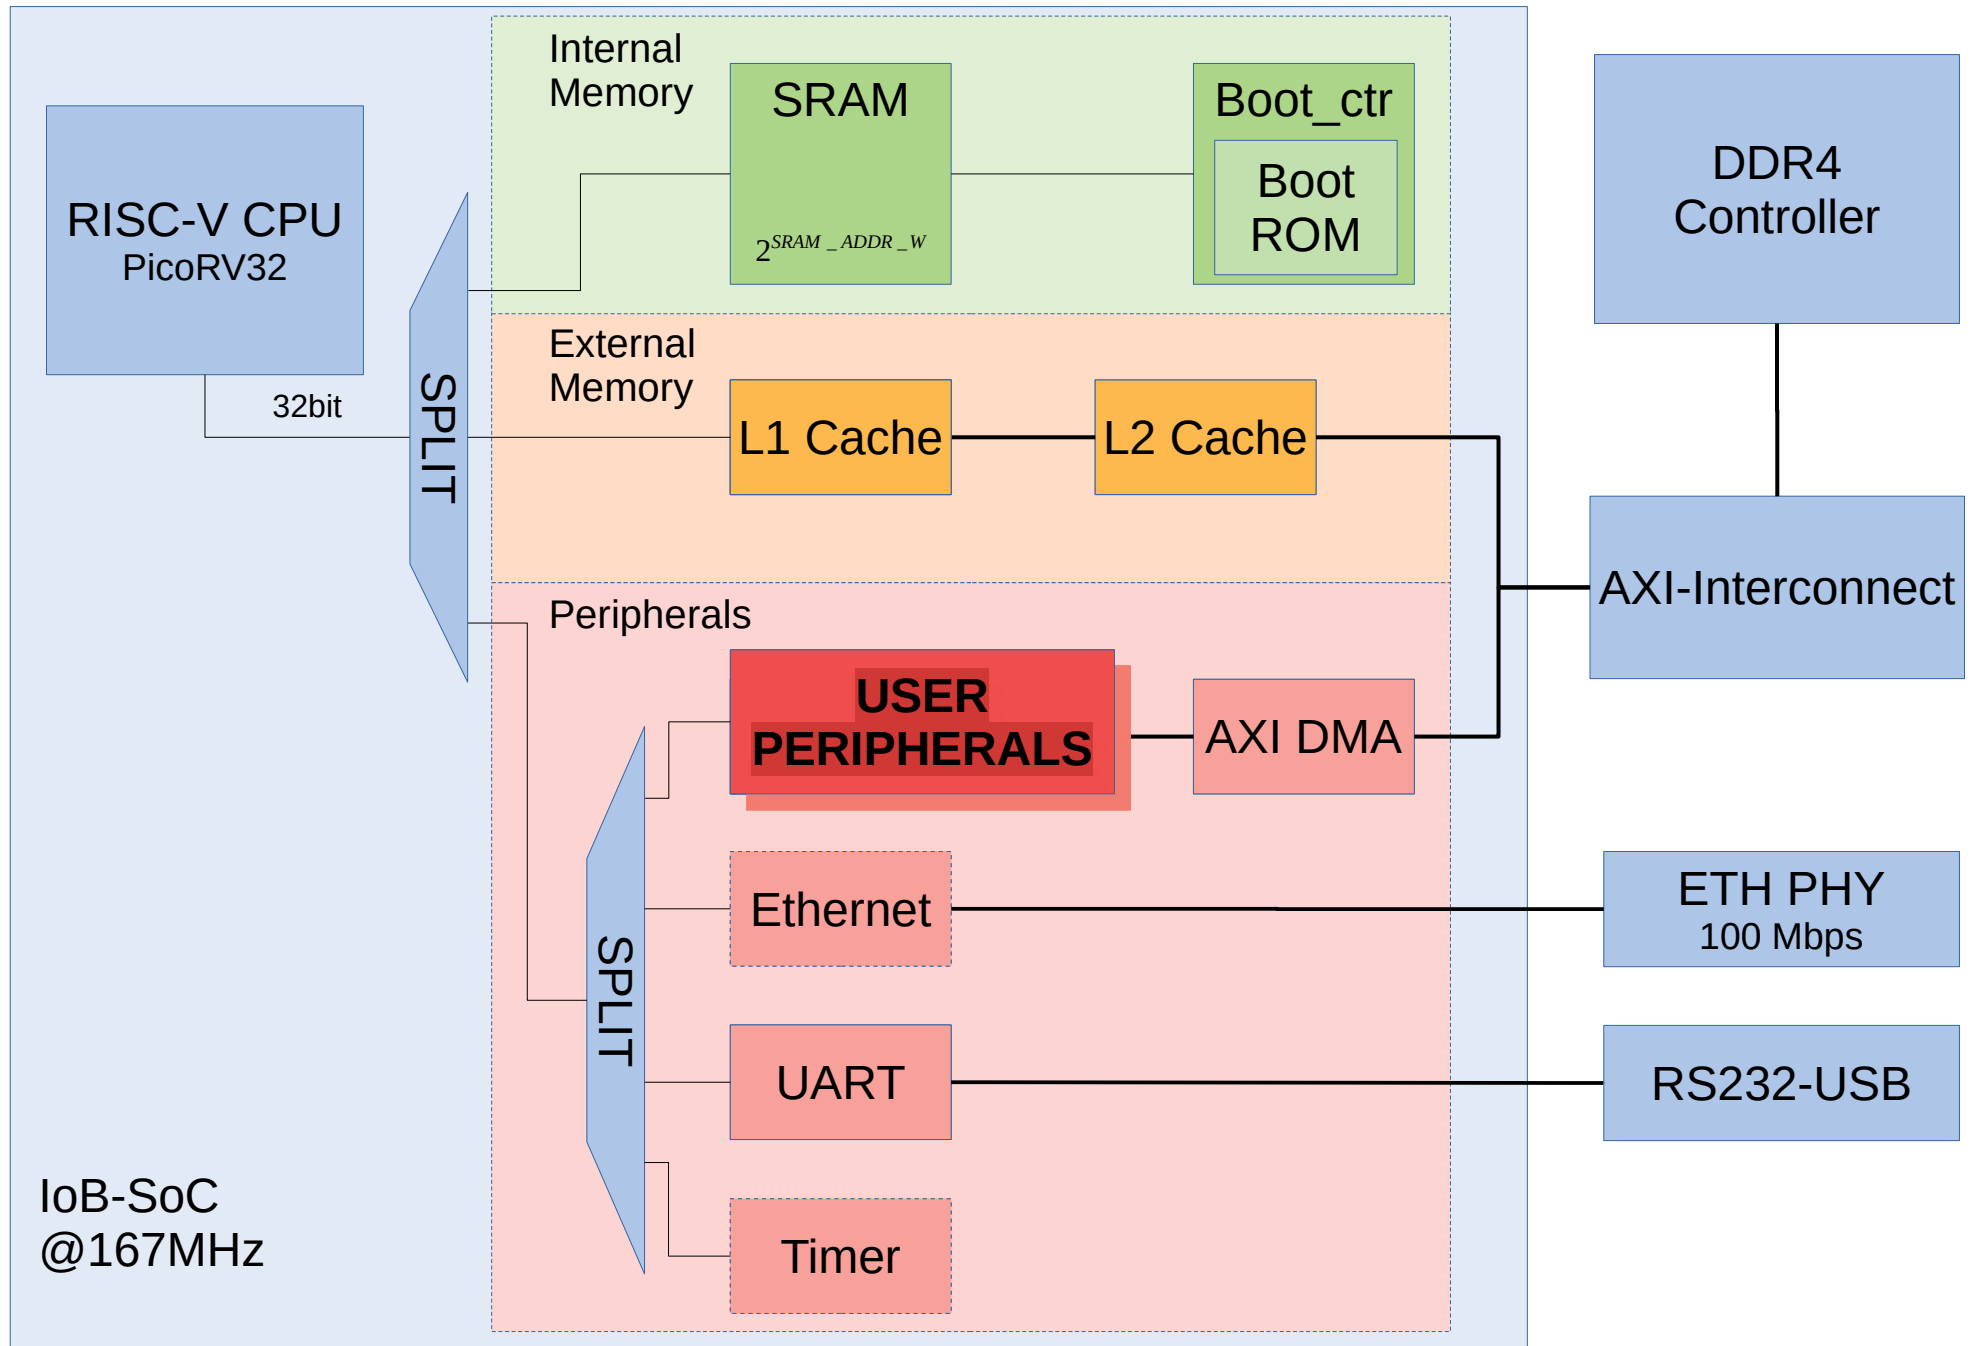 Internal
Memory
SRAM
2^SRAM_ADDR_W
Boot_ctr
Boot
ROM
RISC-V CPU
PicoRV32
32bit
SPLIT
External
Memory
L1 Cache
L2 Cache
DDR4
Controller
AXI-Interconnect
Peripherals
USER
PERIPHERALS
AXI DMA
SPLIT
Ethernet
ETH PHY
100 Mbps
UART
RS232-USB
Timer
IoB-SoC
@167MHz